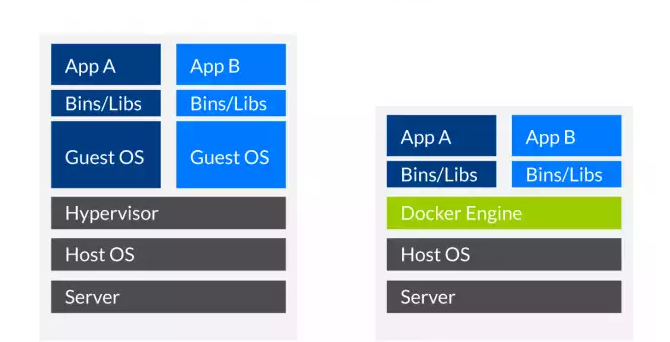 App A
App B
Bins/Libs
Bins/Libs
Guest OS
Guest OS
Hypervisor
Host OS
Server
App A
App B
Bins/Libs
Bins/Libs
Docker Engine
Host OS
Server